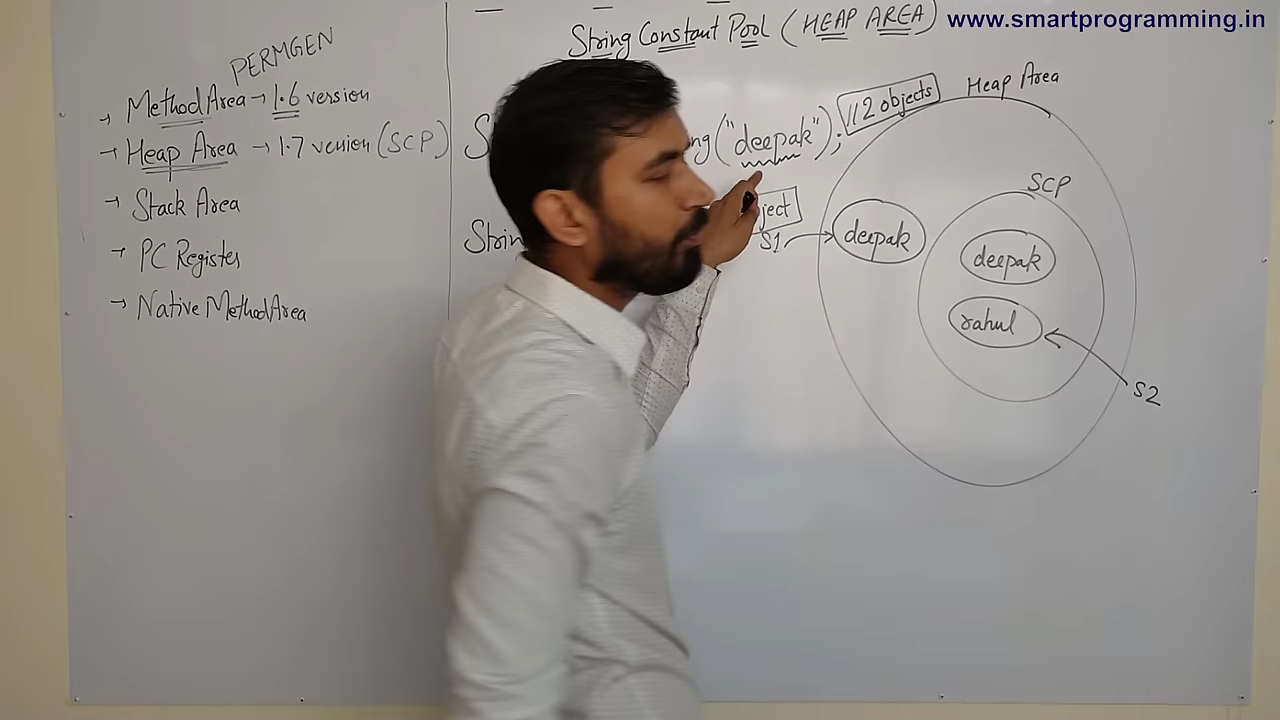 www.smartprogramming.in
String Constant Pool (HEAP AREA)
PERMGEN
→ Method Area → 1.6 version
→ Heap Area → 1.7 version (SCP)
→ Stack Area
→ PC Register
→ Native Method Area
S ng("deepak"); // 2 objects
Strin ject
Heap Area
SCP
S1 → deepak
deepak
rahul
S2